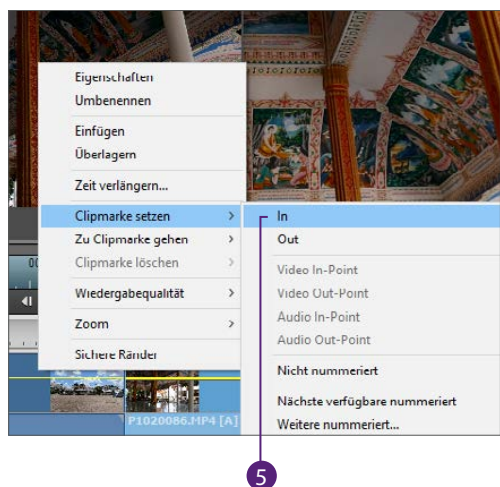 Eigenschaften
Umbenennen
Einfügen
Überlagern
Zeit verlängern...
Clipmarke setzen
Zu Clipmarke gehen
Clipmarke löschen
Wiedergabequalität
Zoom
Sichere Ränder
In
Out
Video In-Point
Video Out-Point
Audio In-Point
Audio Out-Point
Nicht nummeriert
Nächste verfügbare nummeriert
Weitere nummeriert...
P1020086.MP4 [A]
5